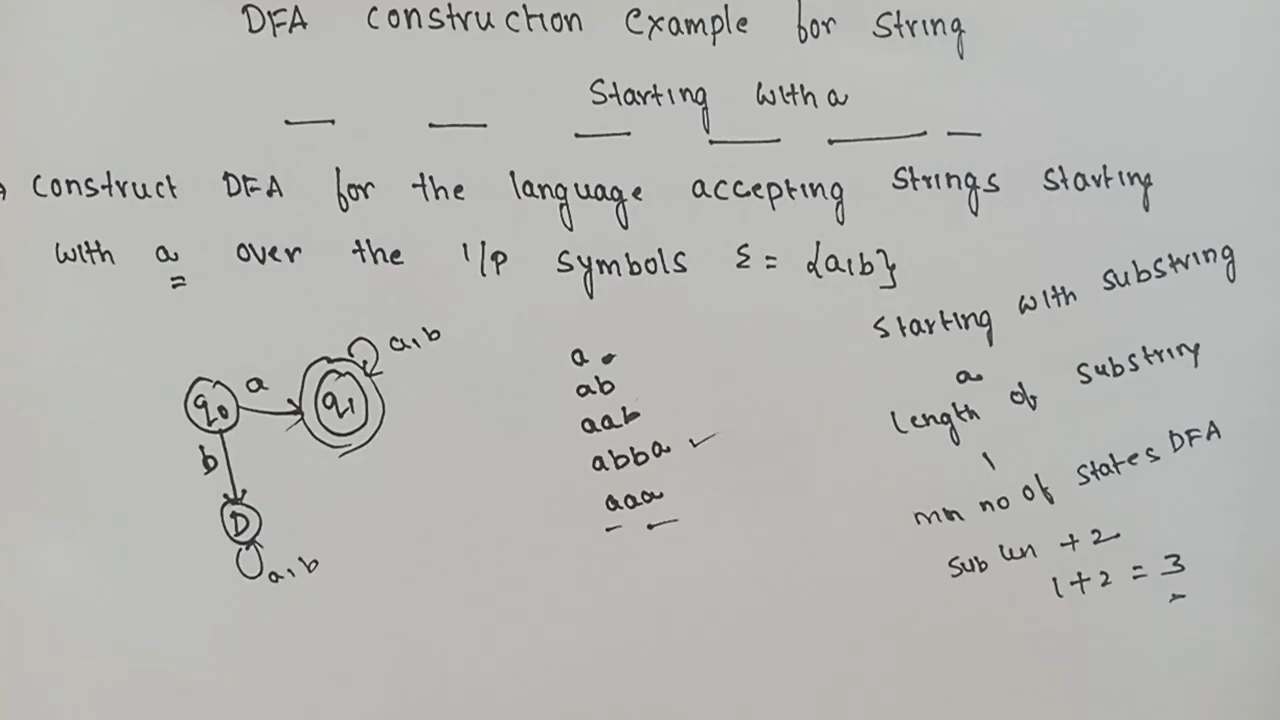 DFA construction Example for String
Starting with a
construct DFA for the language accepting strings starting
with a over the i/p symbols Σ = {a,b}
q0 a q1 a,b
b
D
a,b
a
ab
aab
abba ✓
aaa
Starting with substring
a
length of substring
1
min no of states DFA
sub len +2
1+2 = 3